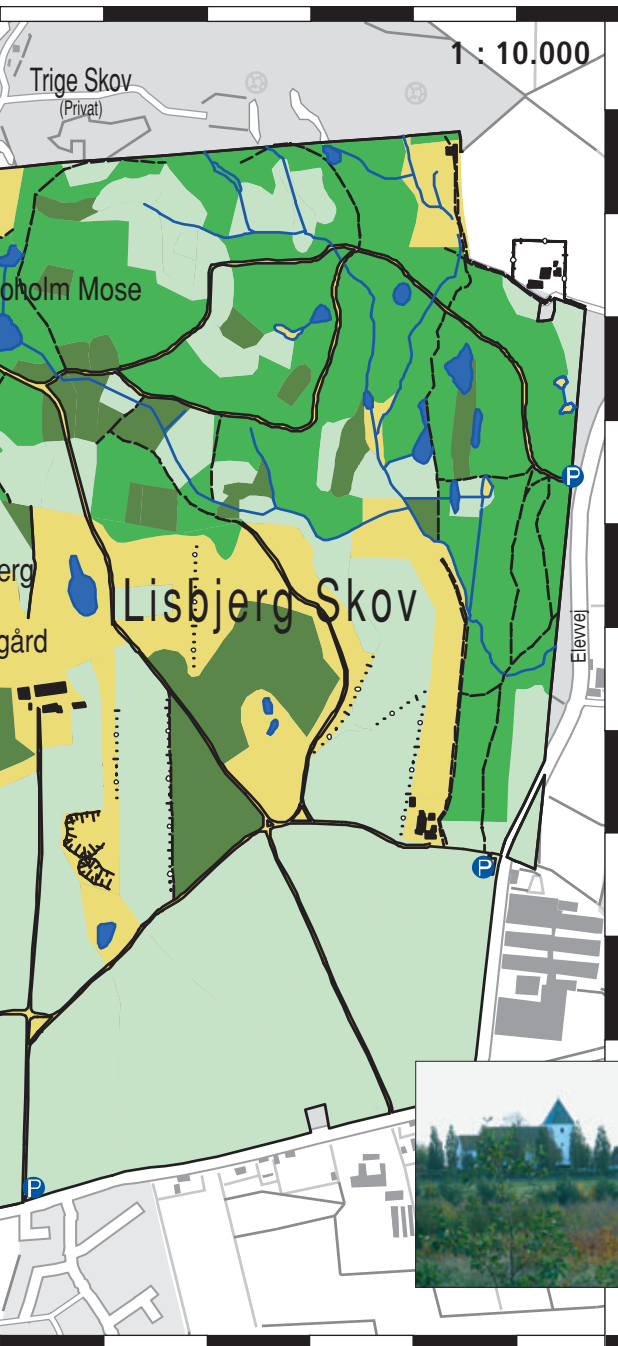 1 : 10.000
Trige Skov
(Privat)
oholm Mose
P
erg
gård
Lisbjerg Skov
Elevvej
P
P